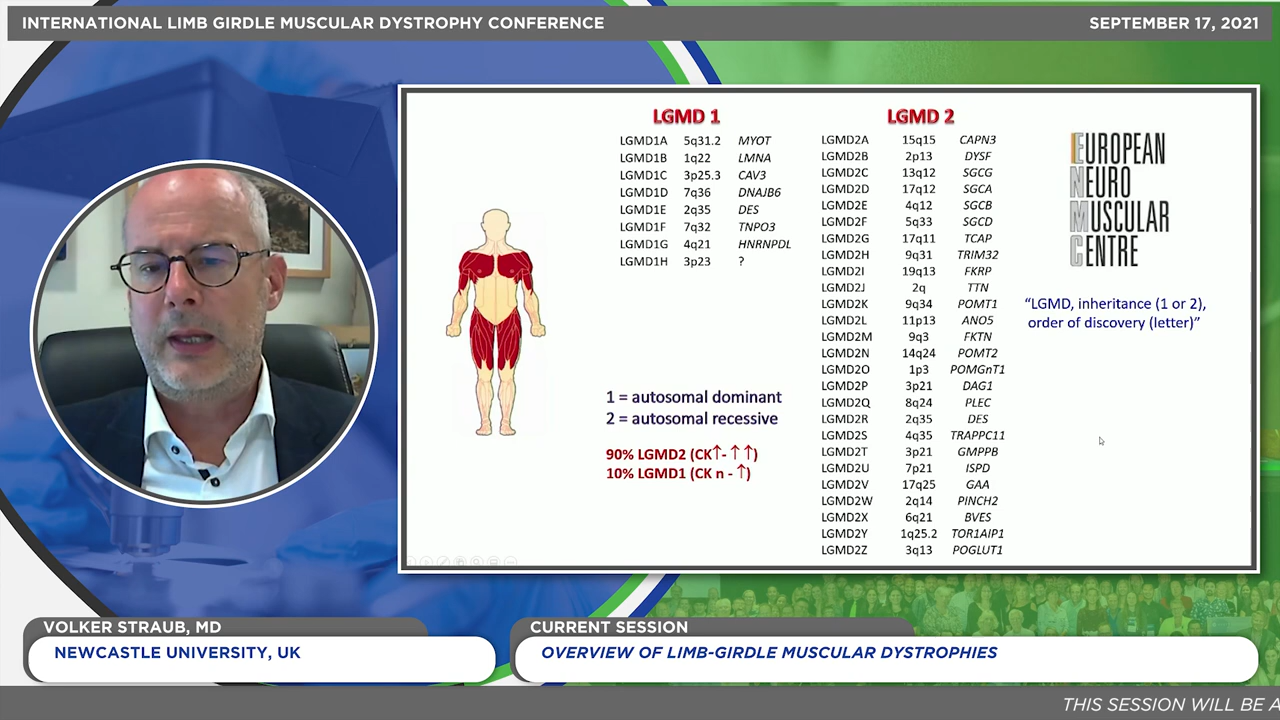 INTERNATIONAL LIMB GIRDLE MUSCULAR DYSTROPHY CONFERENCE
SEPTEMBER 17, 2021
LGMD 1
LGMD1A 5q31.2 MYOT
LGMD1B 1q22 LMNA
LGMD1C 3p25.3 CAV3
LGMD1D 7q36 DNAJB6
LGMD1E 2q35 DES
LGMD1F 7q32 TNPO3
LGMD1G 4q21 HNRNPDL
LGMD1H 3p23 ?
1 = autosomal dominant
2 = autosomal recessive
90% LGMD2 (CK↑- ↑ ↑)
10% LGMD1 (CK n - ↑)
LGMD 2
LGMD2A 15q15 CAPN3
LGMD2B 2p13 DYSF
LGMD2C 13q12 SGCG
LGMD2D 17q12 SGCA
LGMD2E 4q12 SGCB
LGMD2F 5q33 SGCD
LGMD2G 17q11 TCAP
LGMD2H 9q31 TRIM32
LGMD2I 19q13 FKRP
LGMD2J 2q TTN
LGMD2K 9q34 POMT1
LGMD2L 11p13 ANO5
LGMD2M 9q3 FKTN
LGMD2N 14q24 POMT2
LGMD2O 1p3 POMGnT1
LGMD2P 3p21 DAG1
LGMD2Q 8q24 PLEC
LGMD2R 2q35 DES
LGMD2S 4q35 TRAPPC11
LGMD2T 3p21 GMPPB
LGMD2U 7p21 ISPD
LGMD2V 17q25 GAA
LGMD2W 2q14 PINCH2
LGMD2X 6q21 BVES
LGMD2Y 1q25.2 TOR1AIP1
LGMD2Z 3q13 POGLUT1
EUROPEAN
NEURO
MUSCULAR
CENTRE
“LGMD, inheritance (1 or 2),
order of discovery (letter)”
VOLKER STRAUB, MD
NEWCASTLE UNIVERSITY, UK
CURRENT SESSION
OVERVIEW OF LIMB-GIRDLE MUSCULAR DYSTROPHIES
THIS SESSION WILL BE A